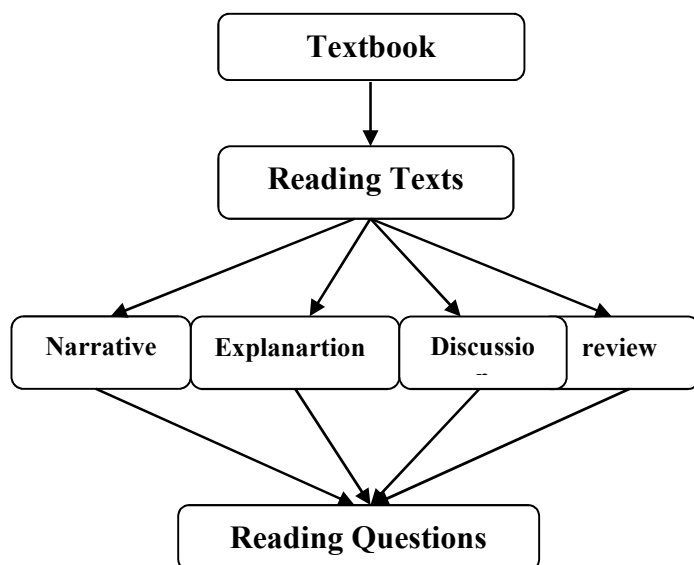 Textbook
Reading Texts
Narrative
Explanartion
Discussio
n
review
Reading Questions